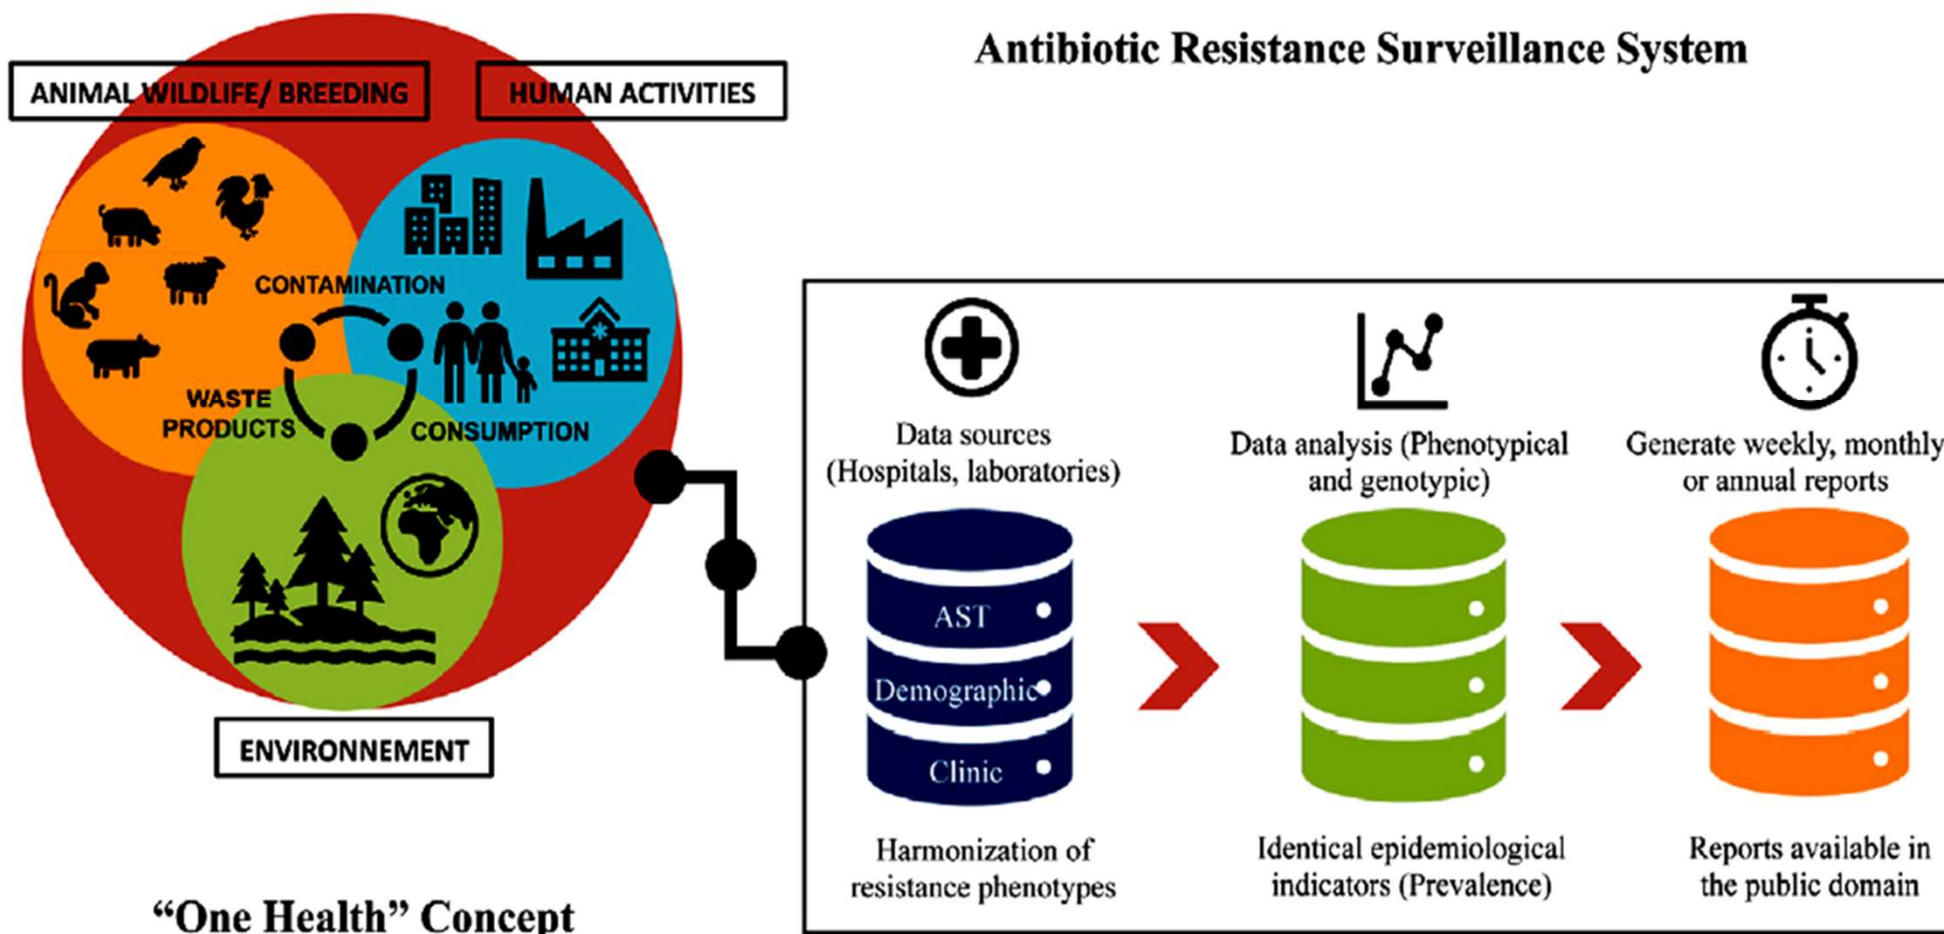 Antibiotic Resistance Surveillance System
ANIMAL WILDLIFE/ BREEDING
HUMAN ACTIVITIES
CONTAMINATION
WASTE
PRODUCTS
CONSUMPTION
ENVIRONNEMENT
“One Health” Concept
Data sources
(Hospitals, laboratories)
AST
Demographic
Clinic
Harmonization of
resistance phenotypes
Data analysis (Phenotypical
and genotypic)
Identical epidemiological
indicators (Prevalence)
Generate weekly, monthly
or annual reports
Reports available in
the public domain